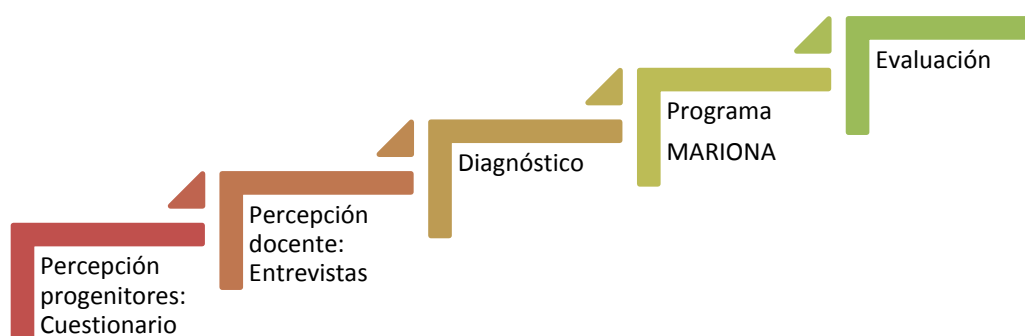 Percepción
progenitores:
Cuestionario
Percepción
docente:
Entrevistas
Diagnóstico
Programa
MARIONA
Evaluación